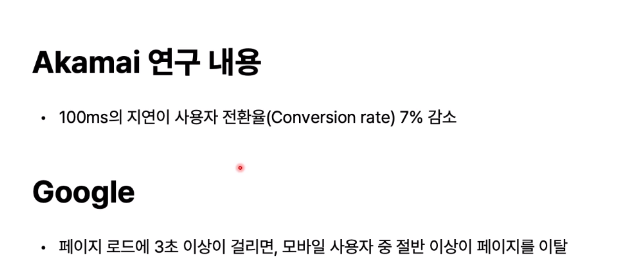 Akamai 연구 내용
• 100ms의 지연이 사용자 전환율(Conversion rate) 7% 감소
Google
• 페이지 로드에 3초 이상이 걸리면, 모바일 사용자 중 절반 이상이 페이지를 이탈